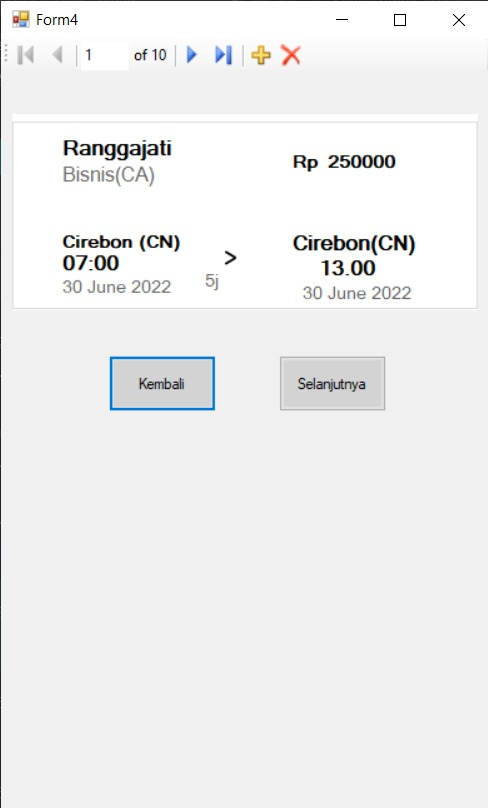 Form4
1 of 10
Ranggajati
Bisnis(CA)
Rp 250000
Cirebon (CN)
07:00
30 June 2022
>
5j
Cirebon(CN)
13.00
30 June 2022
Kembali
Selanjutnya